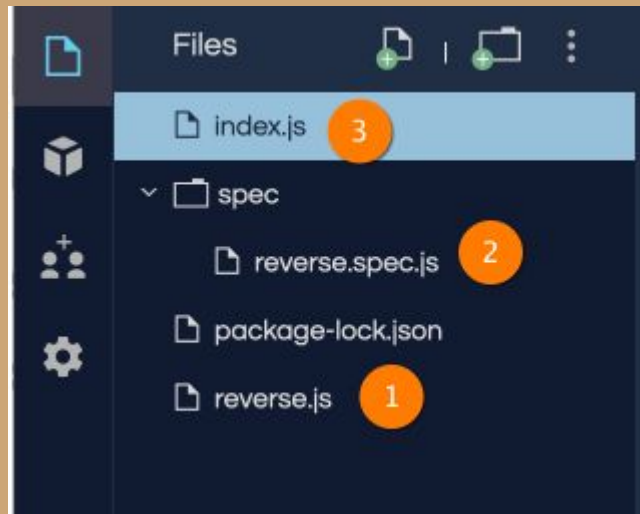 Files
index.js 3
spec
reverse.spec.js 2
package-lock.json
reverse.js 1